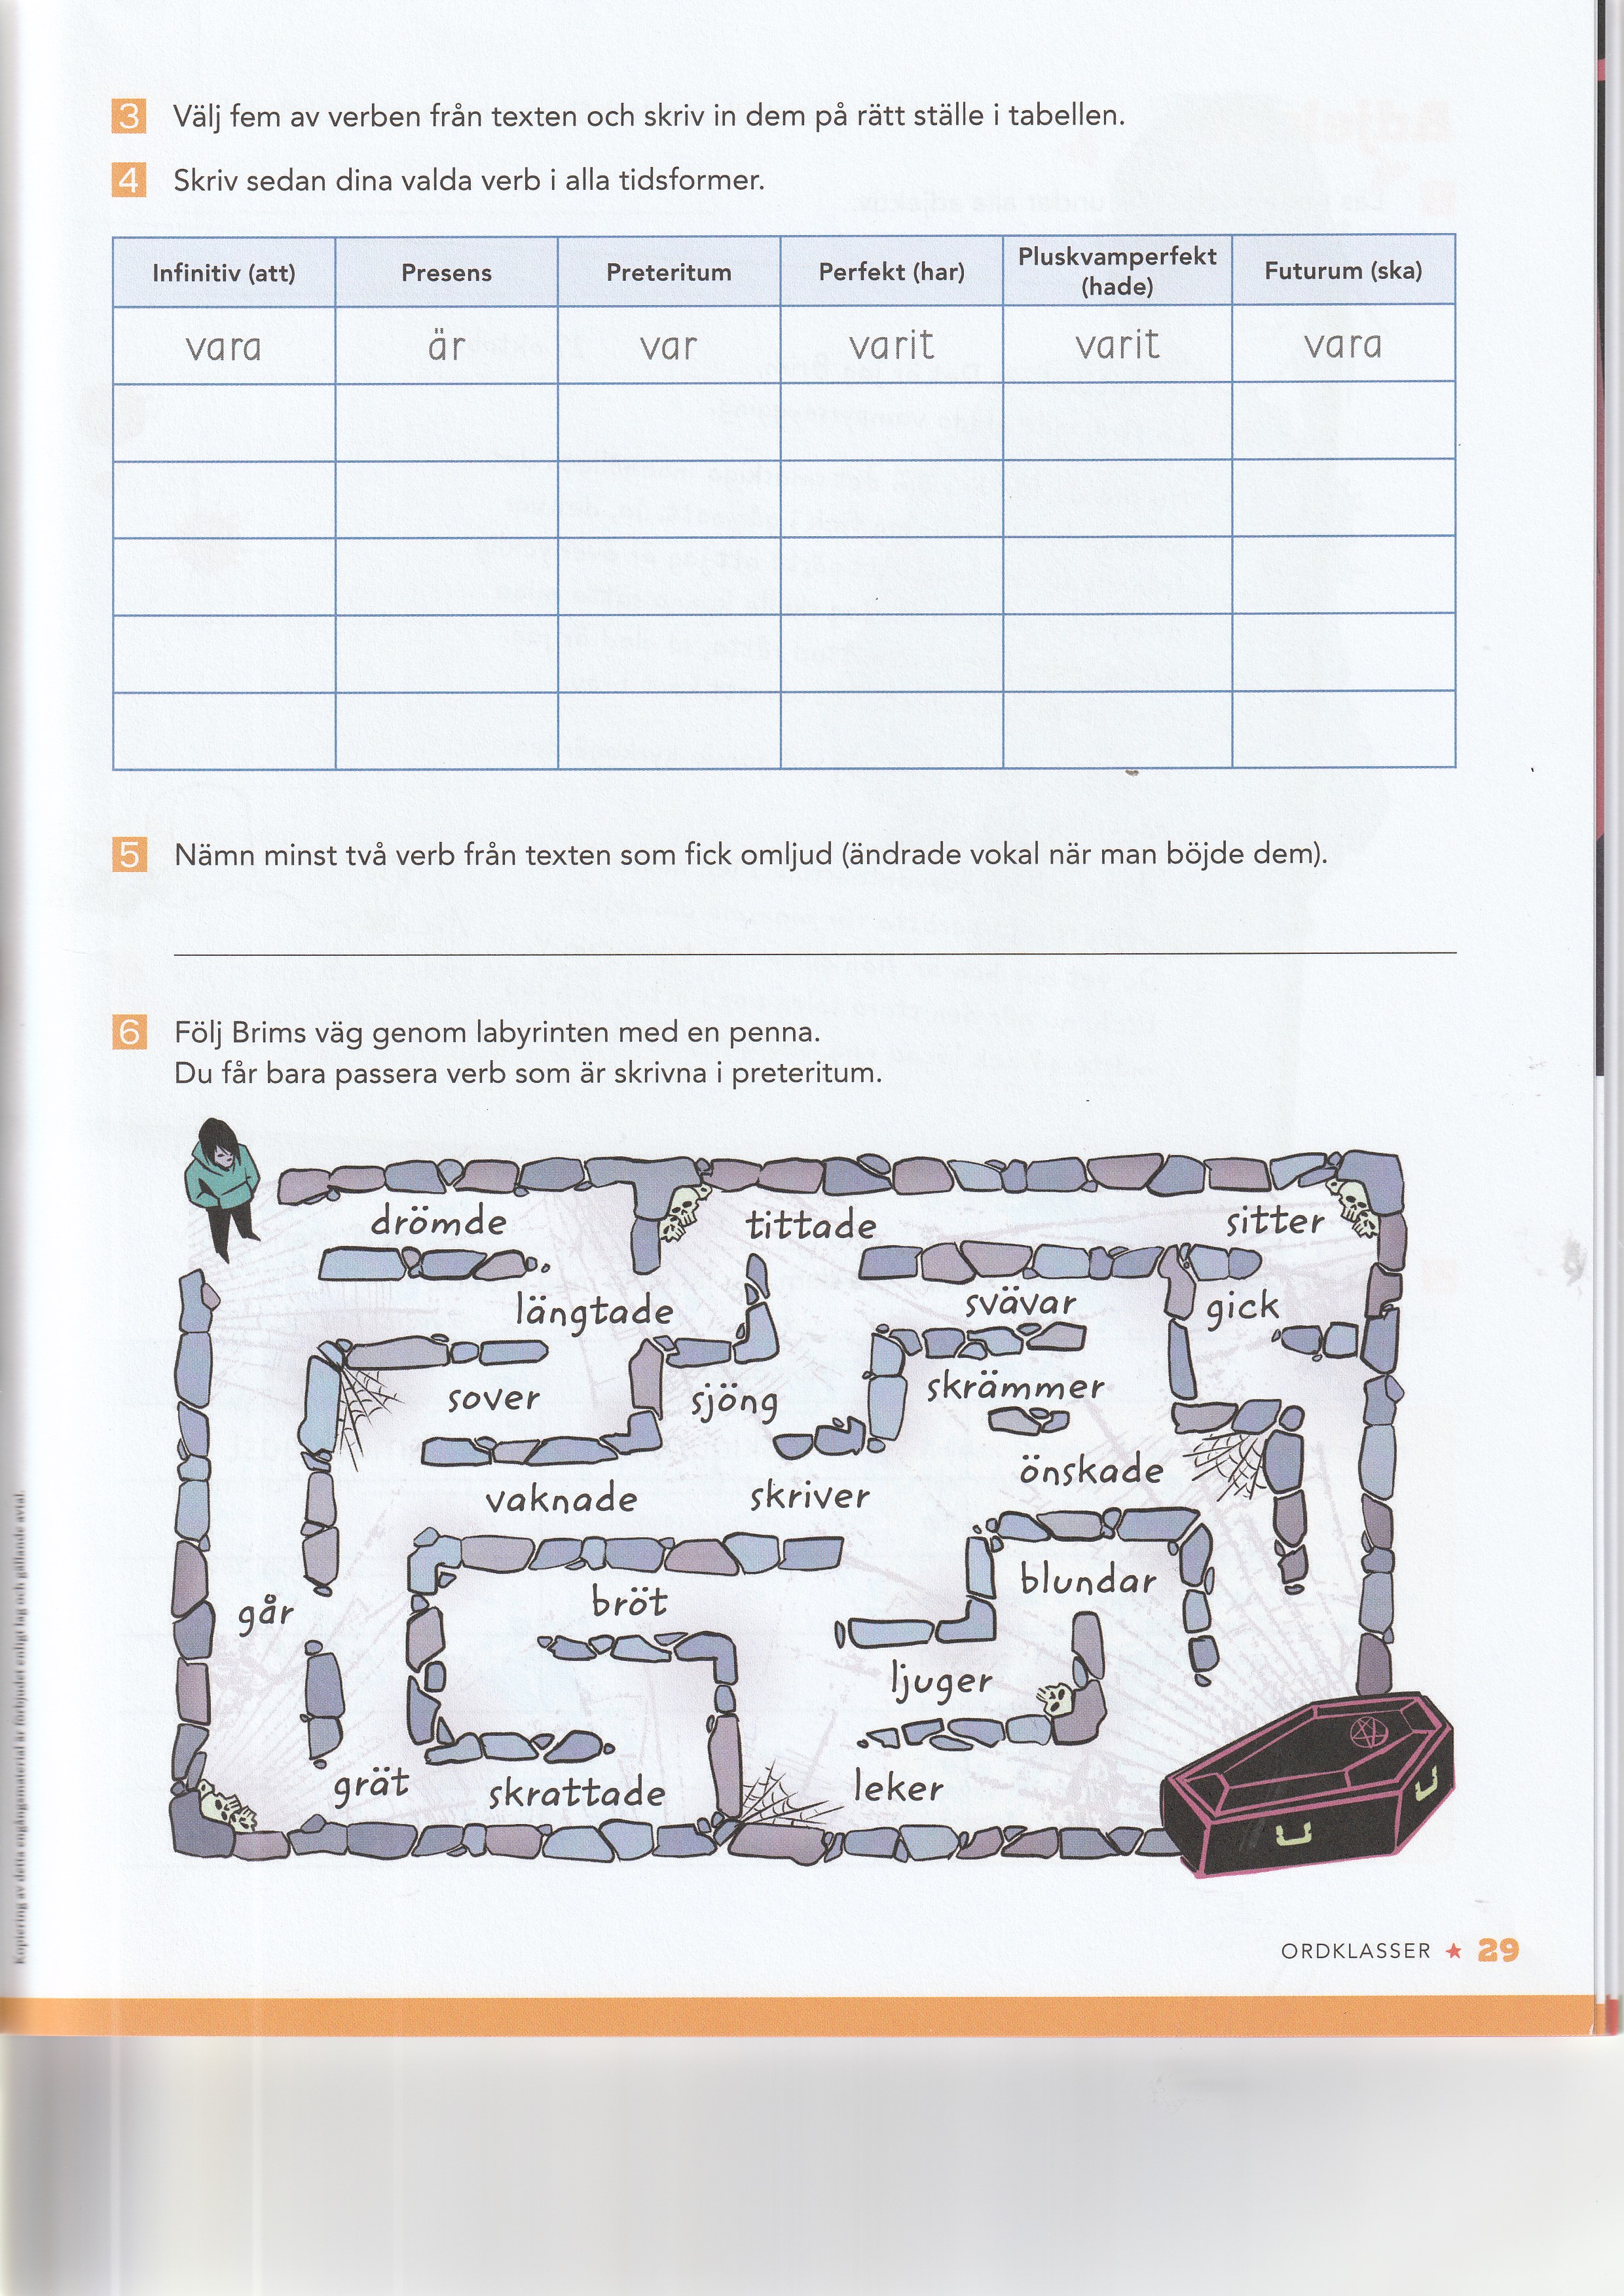 3 Välj fem av verben från texten och skriv in dem på rätt ställe i tabellen.
4 Skriv sedan dina valda verb i alla tidsformer.
Infinitiv (att) Presens Preteritum Perfekt (har) Pluskvamperfekt (hade) Futurum (ska)
vara är var varit varit vara
5 Nämn minst två verb från texten som fick omljud (ändrade vokal när man böjde dem).
6 Följ Brims väg genom labyrinten med en penna.
Du får bara passera verb som är skrivna i preteritum.
drömde tittade sitter
längtade svävar gick
sover sjöng skrämmer
vaknade skriver önskade
går bröt blundar
ljuger
grät skrattade leker
Kopiering av detta engångsmaterial är förbjudet enligt lag och gällande avtal.
ORDKLASSER ★ 29